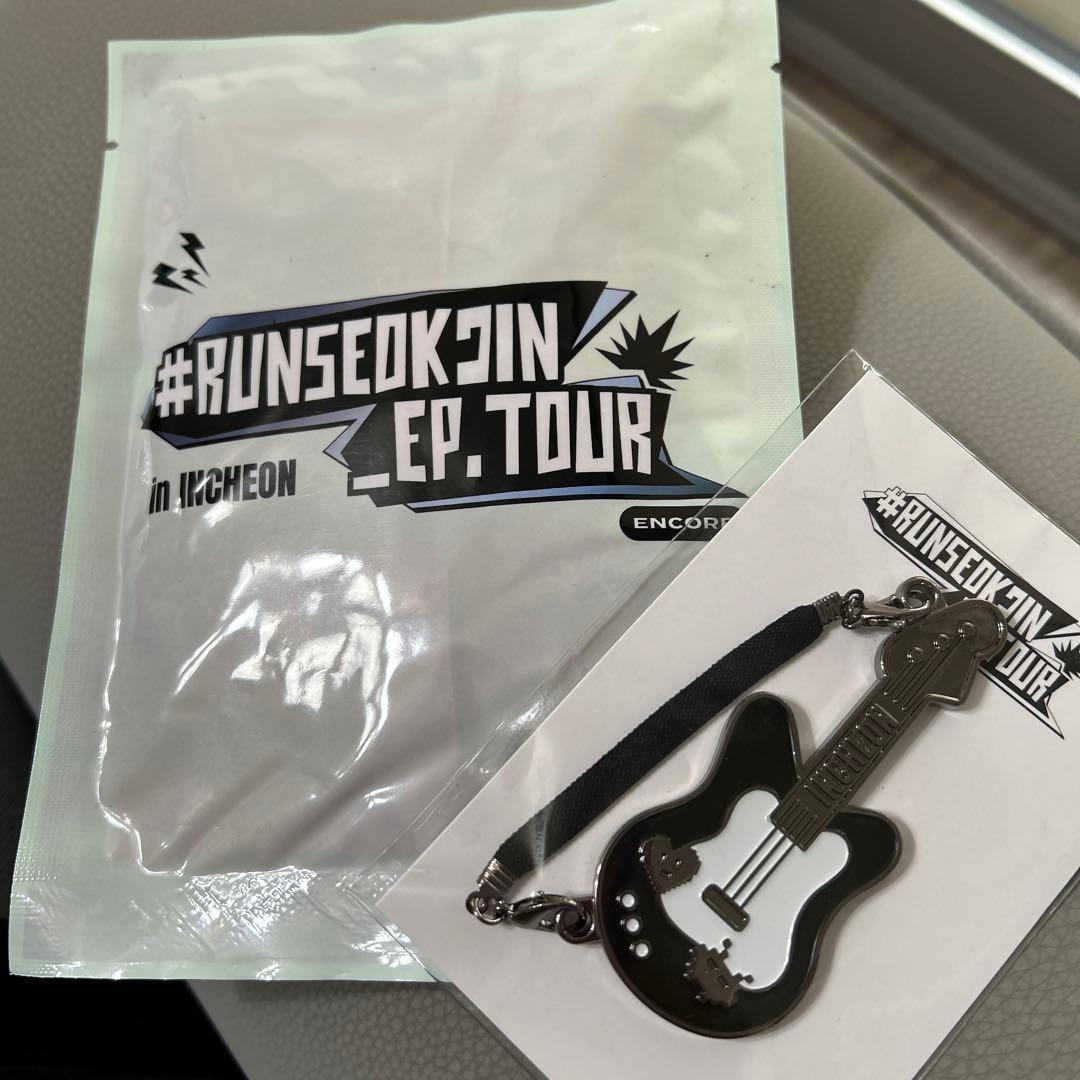 #RUNSEOKJIN
_EP.TOUR
in INCHEON
ENCORE
#RUNSEOKJIN
TOUR
INCHEON